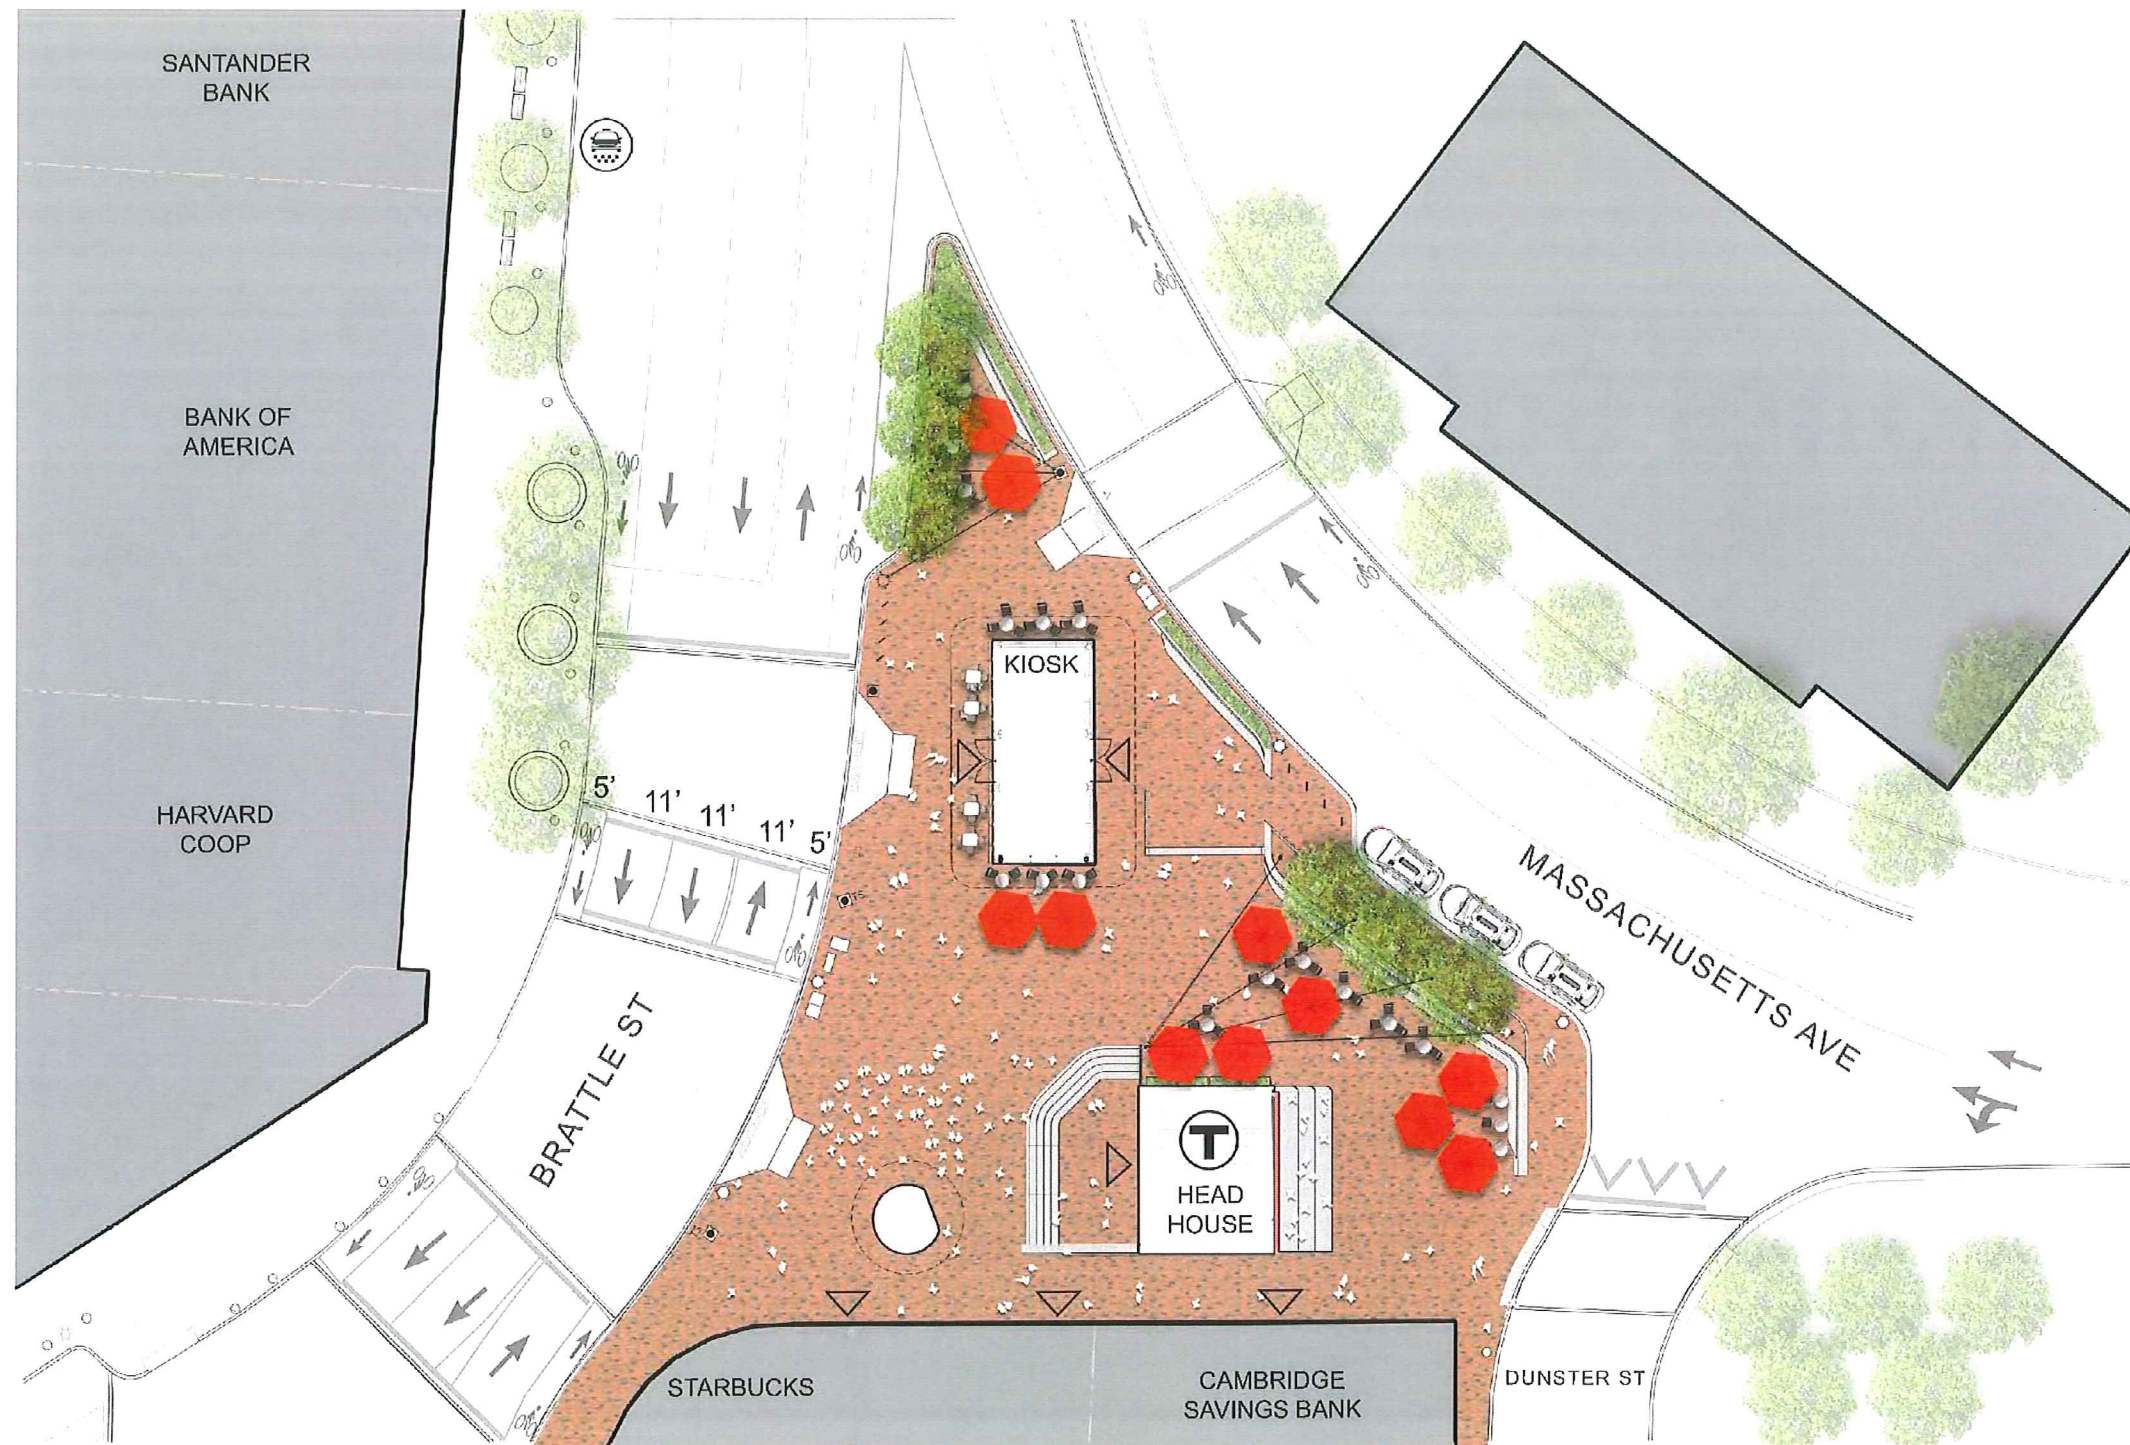 SANTANDER
BANK
BANK OF
AMERICA
HARVARD
COOP
KIOSK
5'
11'
11'
11'
5'
MASSACHUSETTS AVE
BRATTLE ST
T
HEAD
HOUSE
STARBUCKS
CAMBRIDGE
SAVINGS BANK
DUNSTER ST